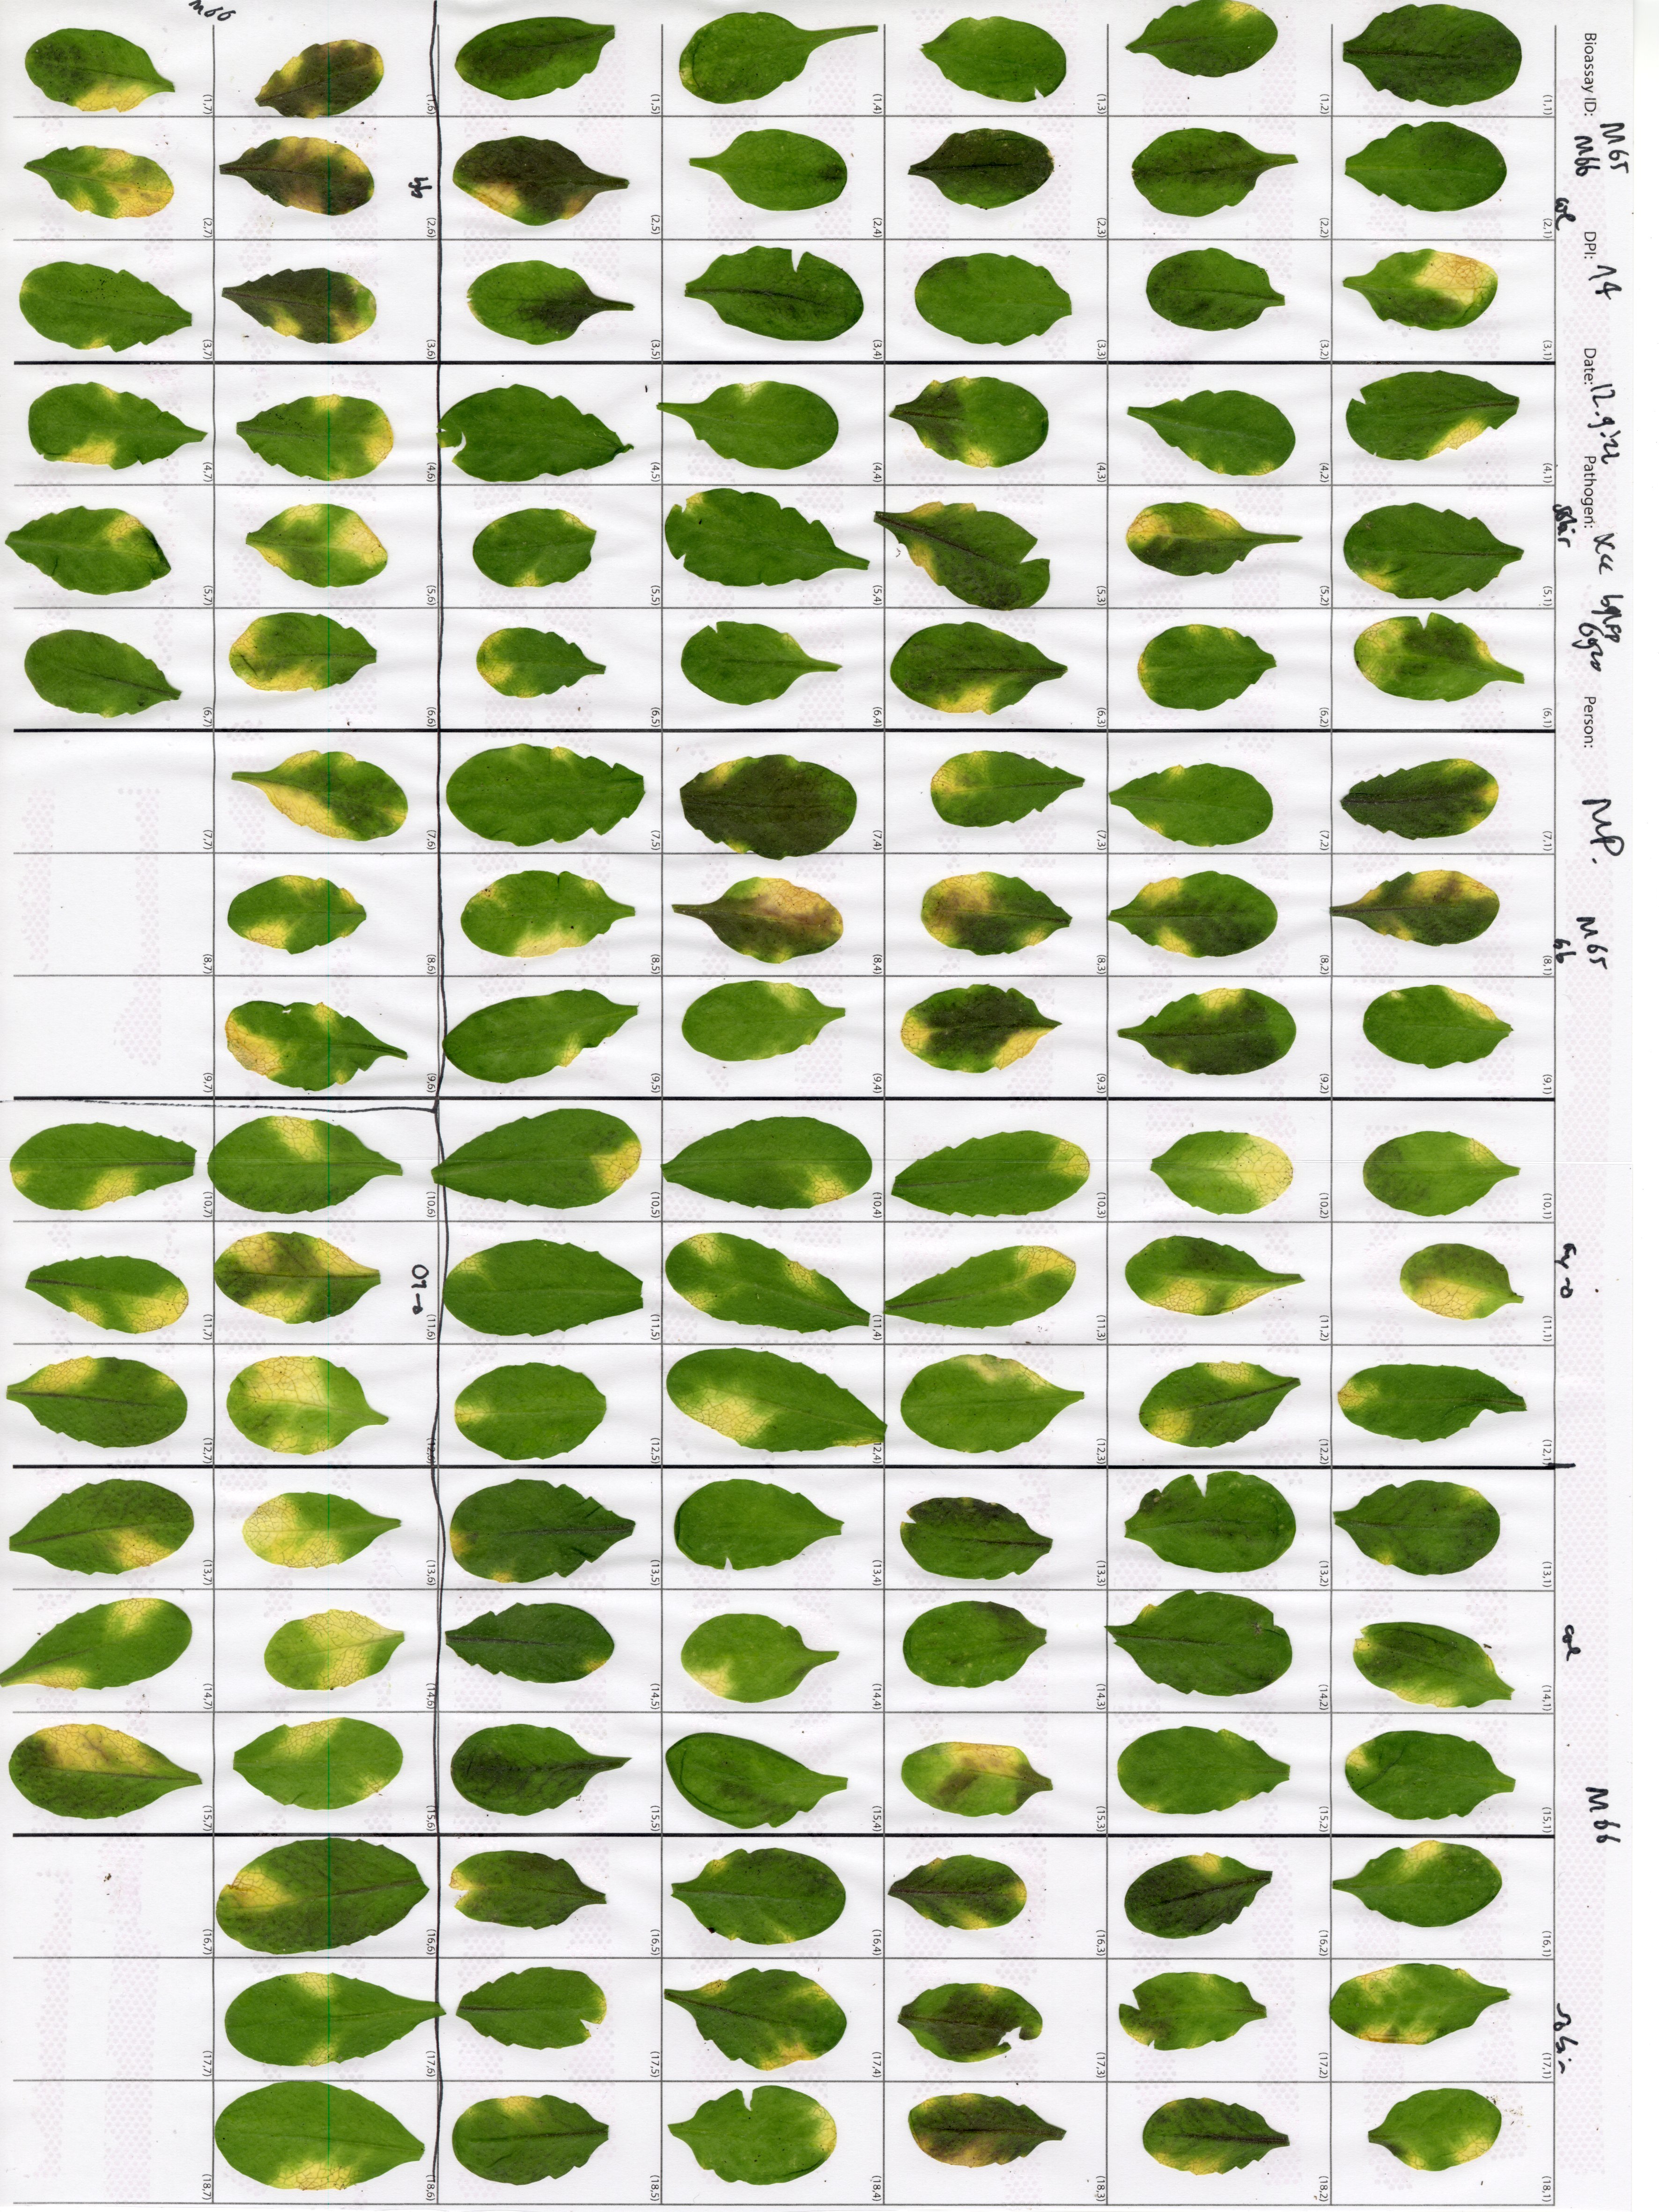 Bioassay ID: M65 M66 DPI: 14 Date: 12.9.22 Pathogen: Xcc Person: MP.
M65
M66
col
bb
col
M66
bb
M66
(1,1) (2,1) (3,1) (4,1) (5,1) (6,1) (7,1) (8,1) (9,1) (10,1) (11,1) (12,1) (13,1) (14,1) (15,1) (16,1) (17,1) (18,1)
(1,2) (2,2) (3,2) (4,2) (5,2) (6,2) (7,2) (8,2) (9,2) (10,2) (11,2) (12,2) (13,2) (14,2) (15,2) (16,2) (17,2) (18,2)
(1,3) (2,3) (3,3) (4,3) (5,3) (6,3) (7,3) (8,3) (9,3) (10,3) (11,3) (12,3) (13,3) (14,3) (15,3) (16,3) (17,3) (18,3)
(1,4) (2,4) (3,4) (4,4) (5,4) (6,4) (7,4) (8,4) (9,4) (10,4) (11,4) (12,4) (13,4) (14,4) (15,4) (16,4) (17,4) (18,4)
(1,5) (2,5) (3,5) (4,5) (5,5) (6,5) (7,5) (8,5) (9,5) (10,5) (11,5) (12,5) (13,5) (14,5) (15,5) (16,5) (17,5) (18,5)
(1,6) (2,6) (3,6) (4,6) (5,6) (6,6) (7,6) (8,6) (9,6) (10,6) (11,6) (12,6) (13,6) (14,6) (15,6) (16,6) (17,6) (18,6)
(1,7) (2,7) (3,7) (4,7) (5,7) (6,7) (7,7) (8,7) (9,7) (10,7) (11,7) (12,7) (13,7) (14,7) (15,7) (16,7) (17,7) (18,7)